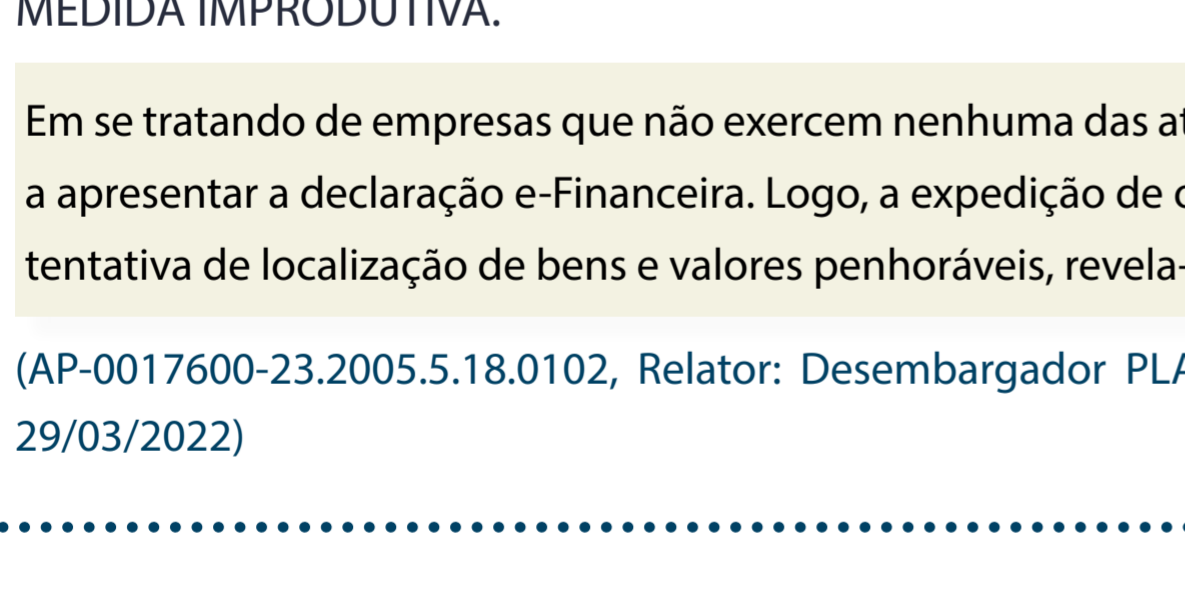 MEDIDA IMPRODUTIVA.
Em se tratando de empresas que não exercem nenhuma das
a apresentar a declaração e-Financeira. Logo, a expedição de
tentativa de localização de bens e valores penhoráveis, revela-
(AP-0017600-23.2005.5.18.0102, Relator: Desembargador
29/03/2022)